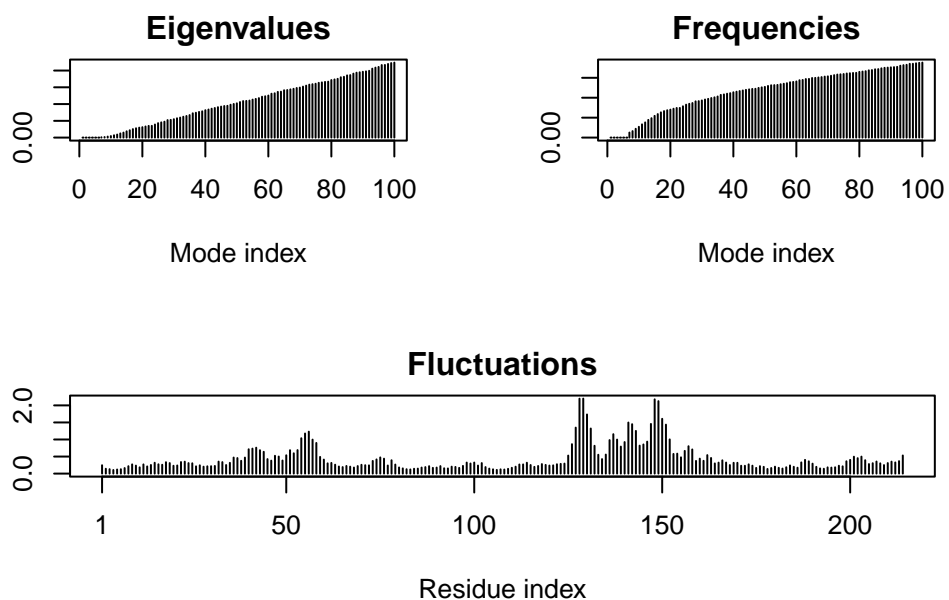 Eigenvalues
0.00
0 20 40 60 80 100
Mode index
Frequencies
0.00
0 20 40 60 80 100
Mode index
Fluctuations
2.0
0.0
1 50 100 150 200
Residue index